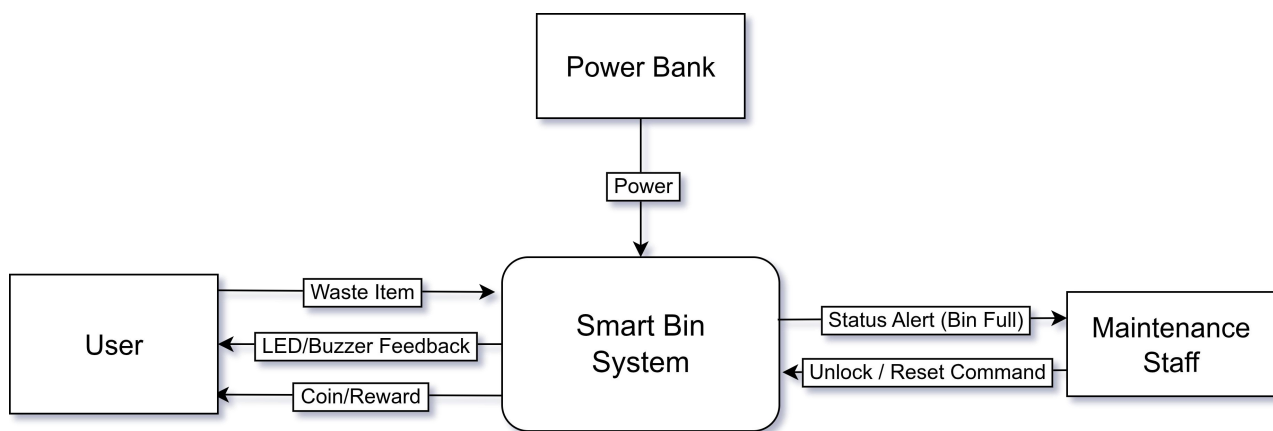 Power Bank
Power
Waste Item
User
LED/Buzzer Feedback
Coin/Reward
Smart Bin
System
Status Alert (Bin Full)
Unlock / Reset Command
Maintenance
Staff